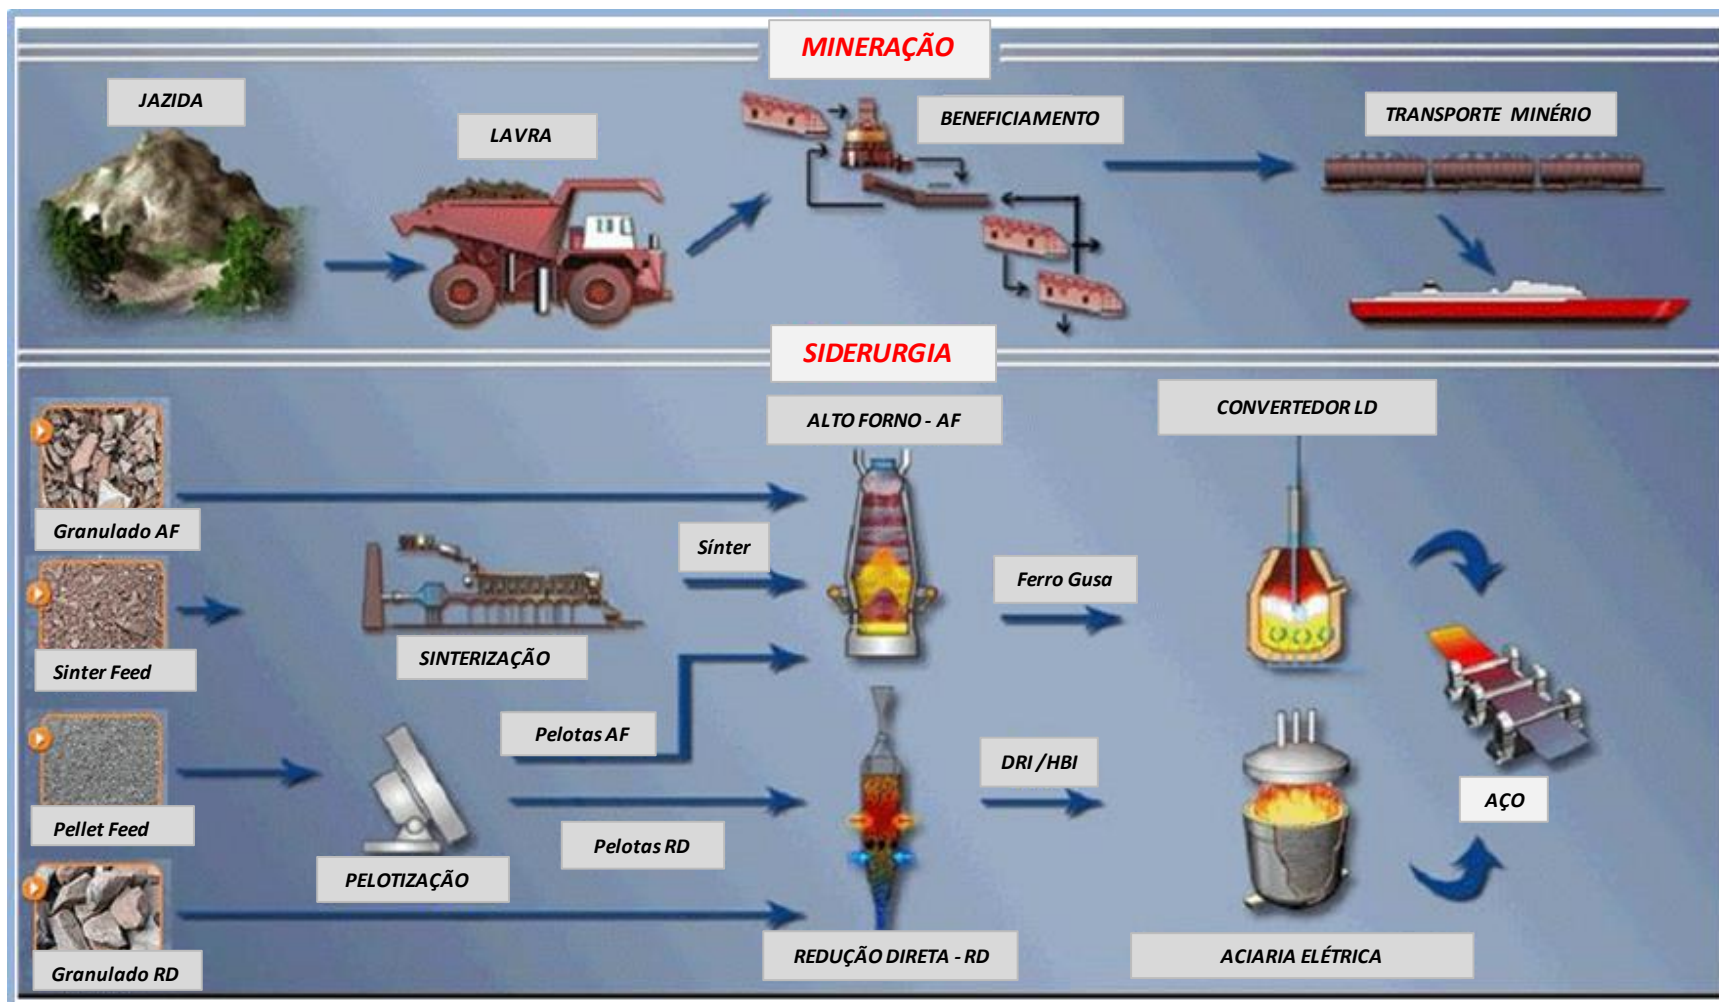 MINERAÇÃO
JAZIDA
LAVRA
BENEFICIAMENTO
TRANSPORTE MINÉRIO
SIDERURGIA
ALTO FORNO - AF
CONVERTEDOR LD
Granulado AF
Sínter
Ferro Gusa
Sinter Feed
SINTERIZAÇÃO
Pelotas AF
DRI /HBI
Pellet Feed
Pelotas RD
AÇO
PELOTIZAÇÃO
Granulado RD
REDUÇÃO DIRETA - RD
ACIARIA ELÉTRICA